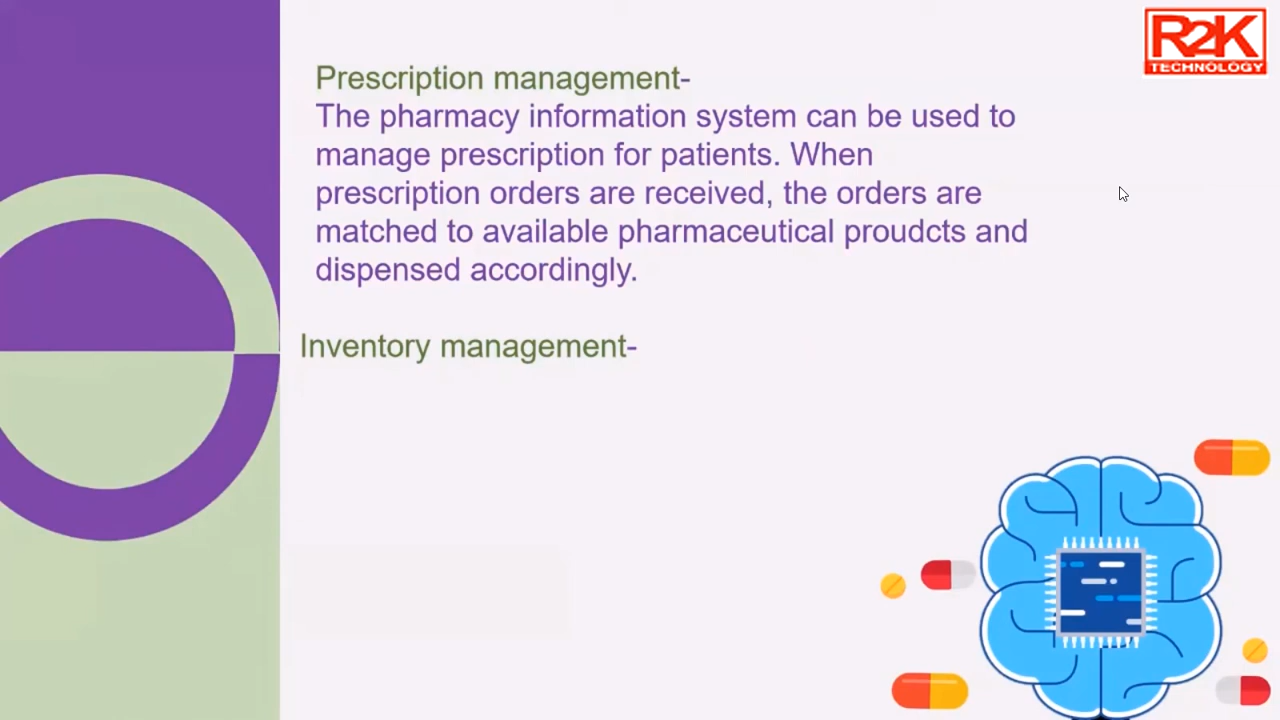 R2K
TECHNOLOGY
Prescription management-
The pharmacy information system can be used to
manage prescription for patients. When
prescription orders are received, the orders are
matched to available pharmaceutical proudcts and
dispensed accordingly.
Inventory management-